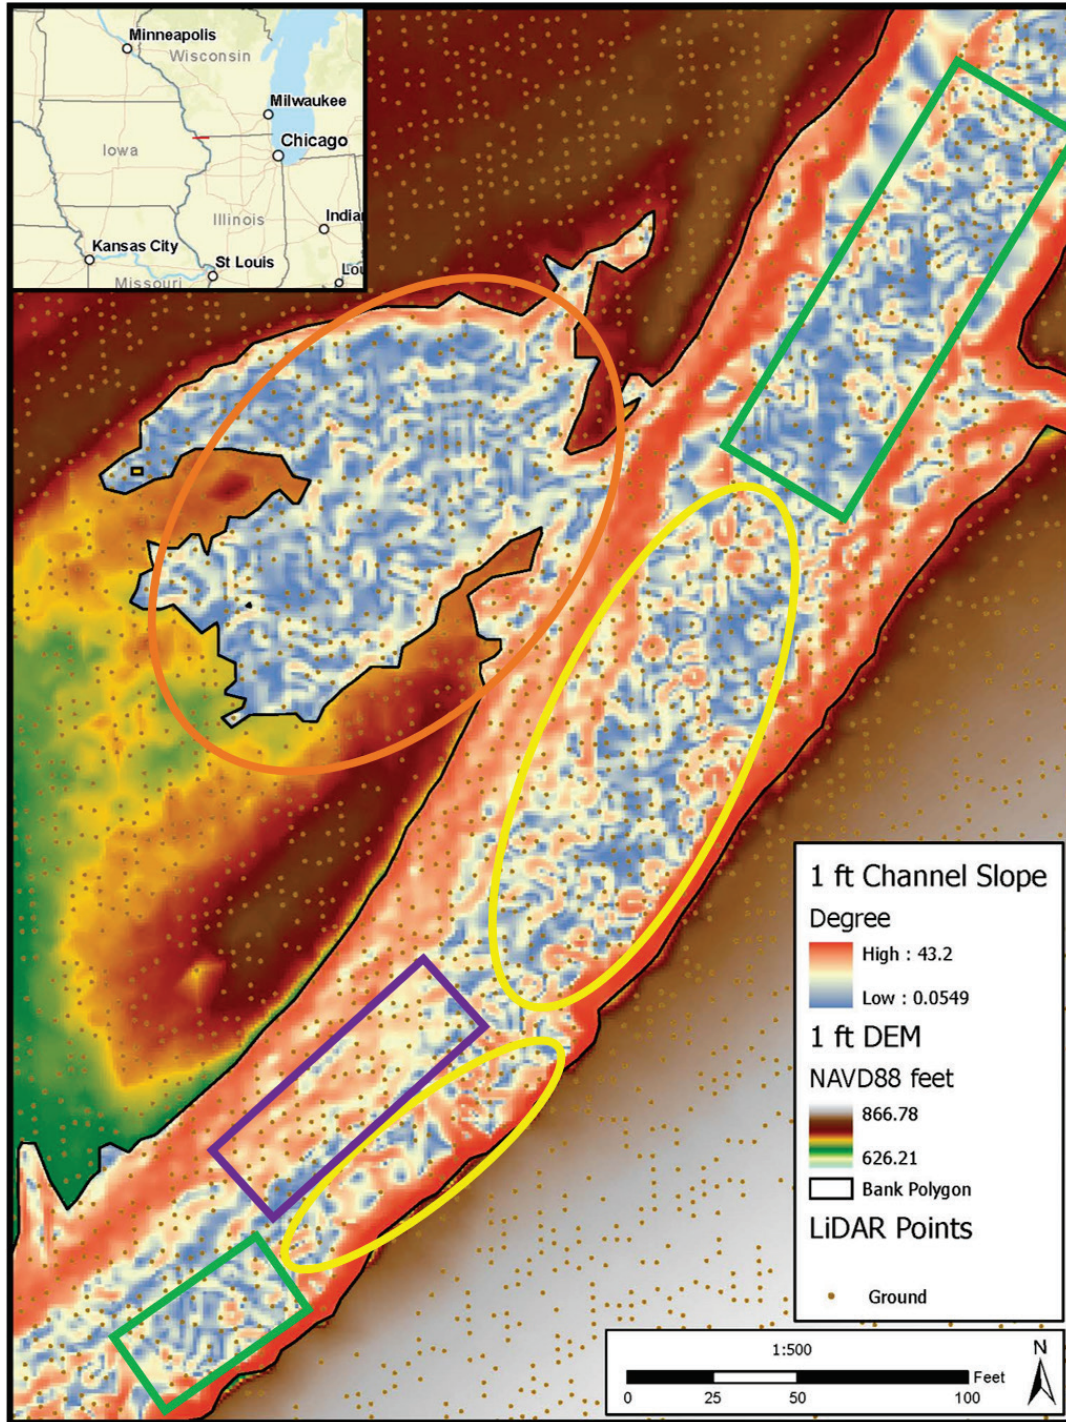 Minneapolis
Wisconsin
Milwaukee
Chicago
Iowa
Illinois
Kansas City
St Louis
Missouri
1 ft Channel Slope
Degree
High : 43.2
Low : 0.0549
1 ft DEM
NAVD88 feet
866.78
626.21
Bank Polygon
LiDAR Points
Ground
1:500
N
Feet
0 25 50 100